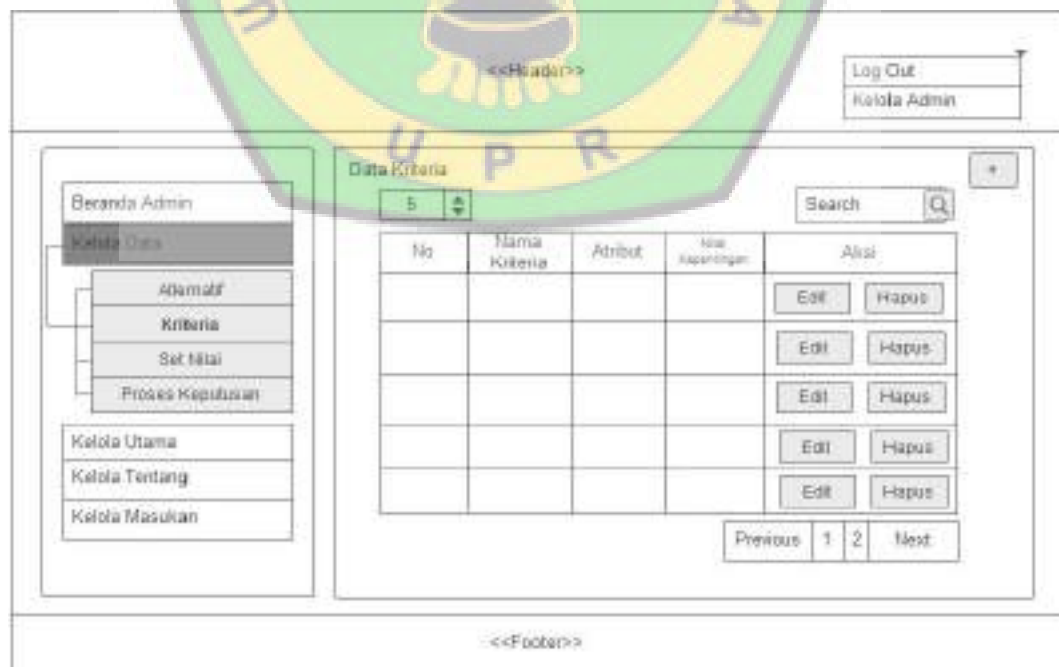 U
A
<<Header>>
Log Out
Kelola Admin
U P R
Data Kriteria
+
5
Search
Beranda Admin
Kelola Data
Alternatif
Kriteria
Set Nilai
Proses Keputusan
Kelola Utama
Kelola Tentang
Kelola Masukan
No
Nama
Kriteria
Atribut
Nilai
Kepentingan
Aksi
Edit Hapus
Edit Hapus
Edit Hapus
Edit Hapus
Edit Hapus
Previous 1 2 Next
<<Footer>>